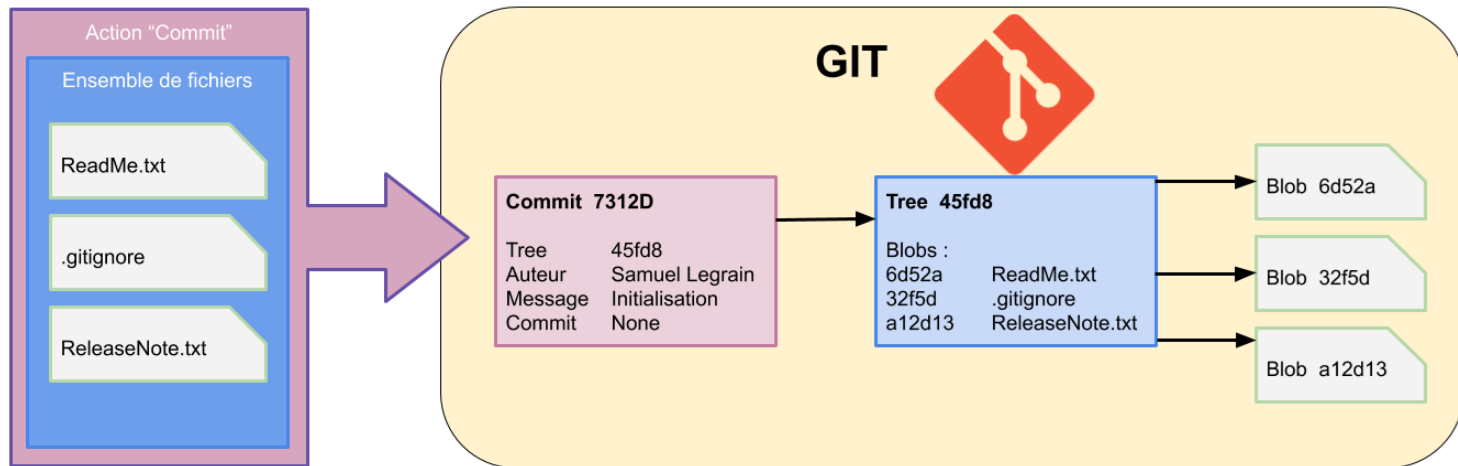 Action “Commit”
Ensemble de fichiers
ReadMe.txt
.gitignore
ReleaseNote.txt
GIT
Commit 7312D
Tree 45fd8
Auteur Samuel Legrain
Message Initialisation
Commit None
Tree 45fd8
Blobs :
6d52a ReadMe.txt
32f5d .gitignore
a12d13 ReleaseNote.txt
Blob 6d52a
Blob 32f5d
Blob a12d13